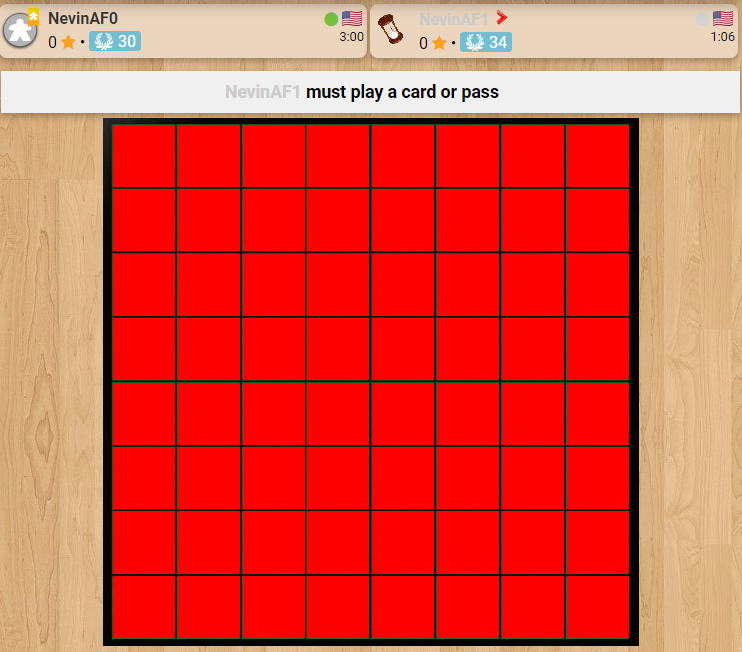 NevinAF0
0 • 30
3:00
NevinAF1
0 • 34
1:06
NevinAF1 must play a card or pass